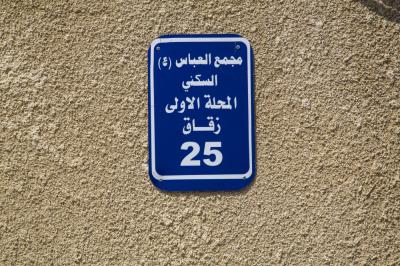 مجمع العباس (ع)
السكني
المحلة الاولى
زقاق
25